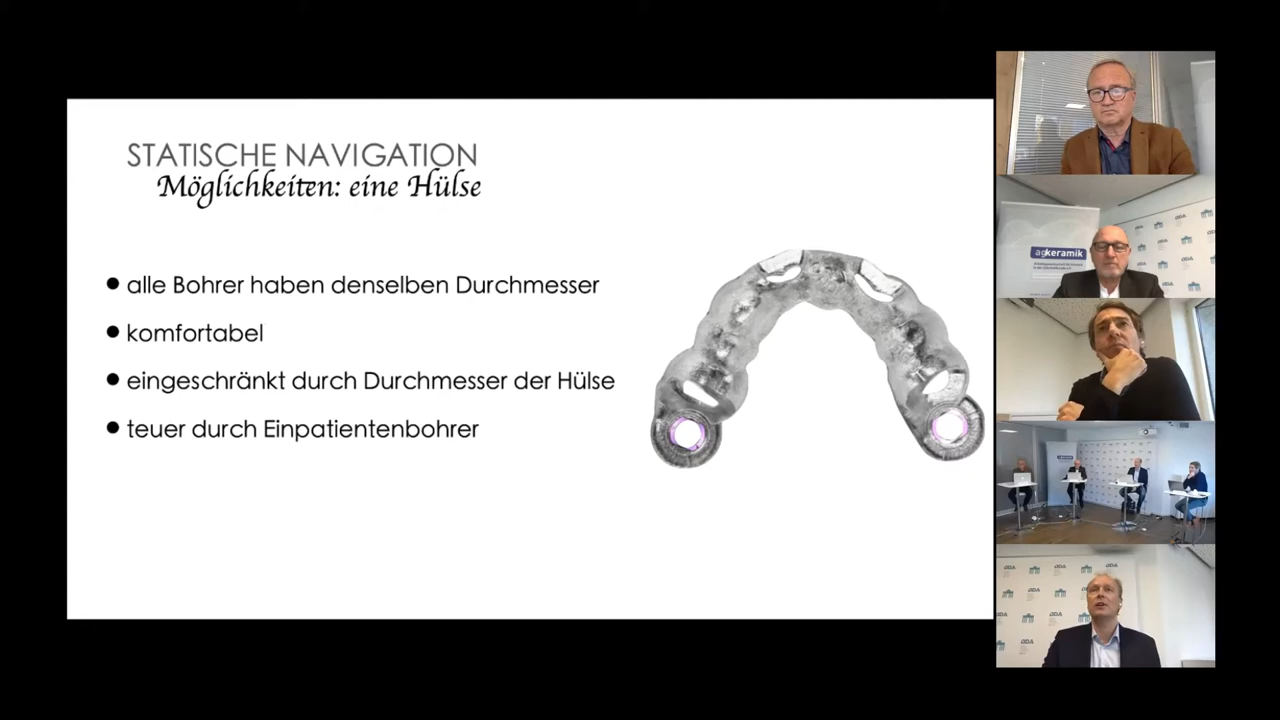 STATISCHE NAVIGATION
Möglichkeiten: eine Hülse
alle Bohrer haben denselben Durchmesser
komfortabel
eingeschränkt durch Durchmesser der Hülse
teuer durch Einpatientenbohrer
agkeramik